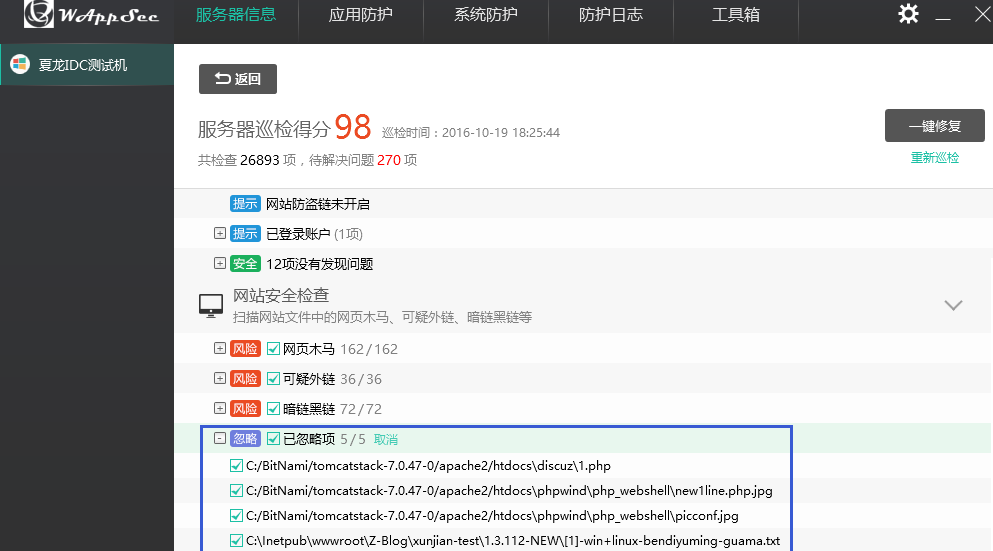 WAppSec
服务器信息
应用防护
系统防护
防护日志
工具箱
夏龙IDC测试机
返回
服务器巡检得分 98 巡检时间：2016-10-19 18:25:44
一键修复
共检查 26893 项，待解决问题 270 项
重新巡检
提示 网站防盗链未开启
提示 已登录账户 (1项)
安全 12项没有发现问题
网站安全检查
扫描网站文件中的网页木马、可疑外链、暗链黑链等
风险 网页木马 162/162
风险 可疑外链 36/36
风险 暗链黑链 72/72
忽略 已忽略项 5/5 取消
C:/BitNami/tomcatstack-7.0.47-0/apache2/htdocs\discuz\1.php
C:/BitNami/tomcatstack-7.0.47-0/apache2/htdocs\phpwind\php_webshell\new1line.php.jpg
C:/BitNami/tomcatstack-7.0.47-0/apache2/htdocs\phpwind\php_webshell\picconf.jpg
C:\Inetpub\wwwroot\Z-Blog\xunjian-test\1.3.112-NEW\[1]-win+linux-bendiyuming-guama.txt